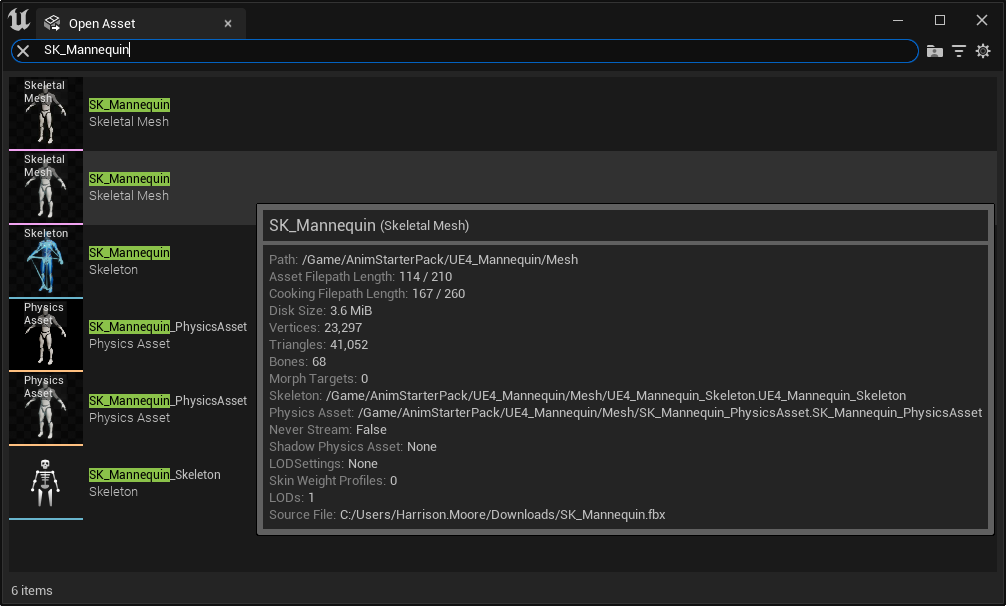 Open Asset
SK_Mannequin
Skeletal
Mesh
SK_Mannequin
Skeletal Mesh
Skeletal
Mesh
SK_Mannequin
Skeletal Mesh
Skeleton
SK_Mannequin
Skeleton
Physics
Asset
SK_Mannequin_PhysicsAsset
Physics Asset
Physics
Asset
SK_Mannequin_PhysicsAsset
Physics Asset
SK_Mannequin_Skeleton
Skeleton
SK_Mannequin (Skeletal Mesh)
Path: /Game/AnimStarterPack/UE4_Mannequin/Mesh
Asset Filepath Length: 114 / 210
Cooking Filepath Length: 167 / 260
Disk Size: 3.6 MiB
Vertices: 23,297
Triangles: 41,052
Bones: 68
Morph Targets: 0
Skeleton: /Game/AnimStarterPack/UE4_Mannequin/Mesh/UE4_Mannequin_Skeleton.UE4_Mannequin_Skeleton
Physics Asset: /Game/AnimStarterPack/UE4_Mannequin/Mesh/SK_Mannequin_PhysicsAsset.SK_Mannequin_PhysicsAsset
Never Stream: False
Shadow Physics Asset: None
LODSettings: None
Skin Weight Profiles: 0
LODs: 1
Source File: C:/Users/Harrison.Moore/Downloads/SK_Mannequin.fbx
6 items